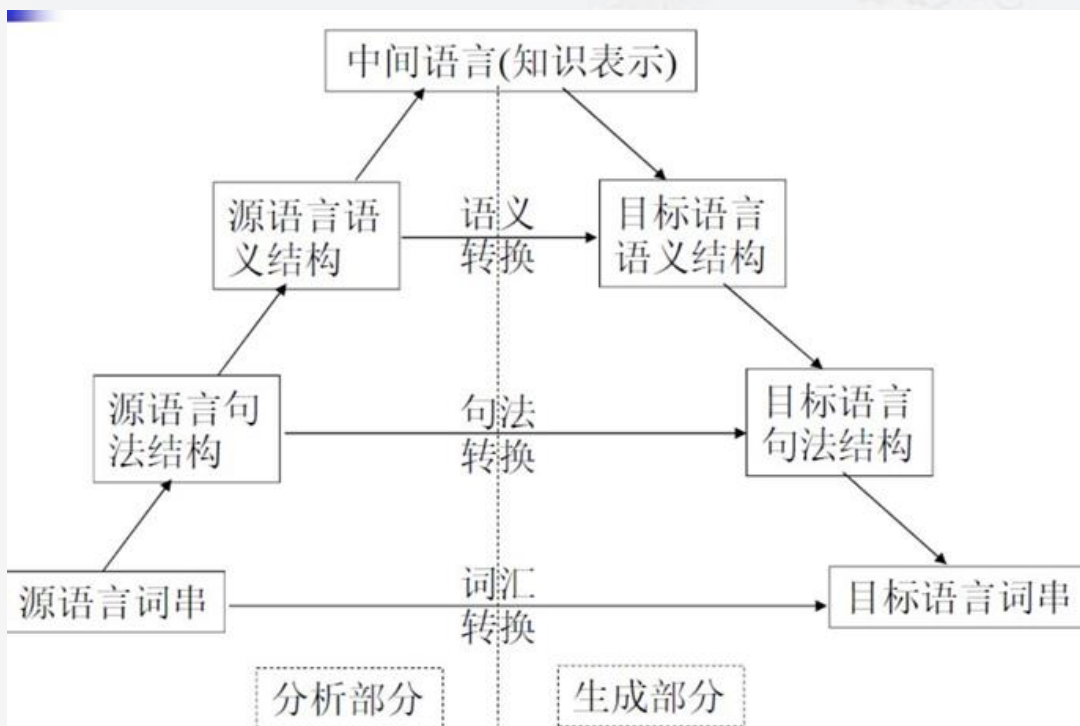 中间语言(知识表示)
源语言语
义结构
语义
转换
目标语言
语义结构
源语言句
法结构
句法
转换
目标语言
句法结构
源语言词串
词汇
转换
目标语言词串
分析部分
生成部分